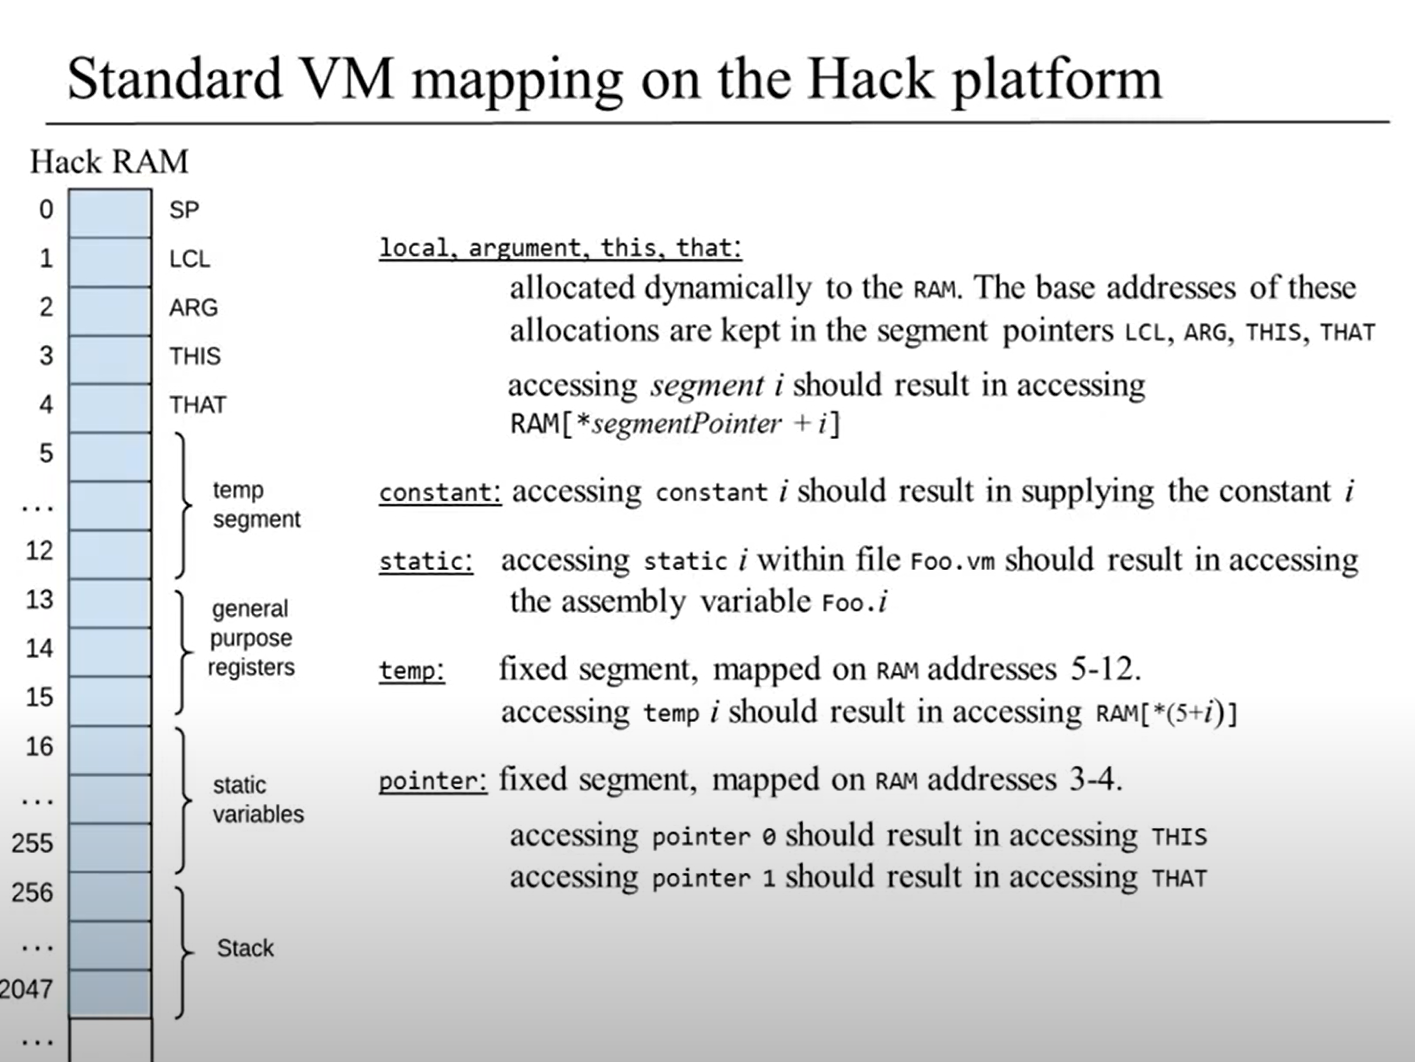 Standard VM mapping on the Hack platform
Hack RAM
0 SP
1 LCL
2 ARG
3 THIS
4 THAT
5
...
12
temp
segment
13
14
15
general
purpose
registers
16
...
255
static
variables
256
...
2047
Stack
...
local, argument, this, that:
allocated dynamically to the RAM. The base addresses of these
allocations are kept in the segment pointers LCL, ARG, THIS, THAT
accessing segment i should result in accessing
RAM[*segmentPointer + i]
constant: accessing constant i should result in supplying the constant i
static: accessing static i within file Foo.vm should result in accessing
the assembly variable Foo.i
temp: fixed segment, mapped on RAM addresses 5-12.
accessing temp i should result in accessing RAM[*(5+i)]
pointer: fixed segment, mapped on RAM addresses 3-4.
accessing pointer 0 should result in accessing THIS
accessing pointer 1 should result in accessing THAT